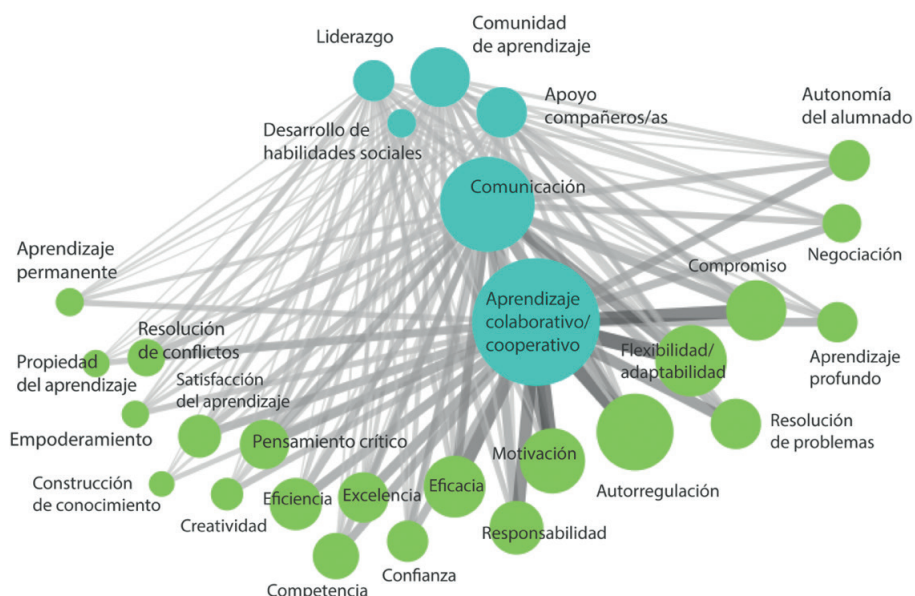 Liderazgo
Comunidad
de aprendizaje
Apoyo
compañeros/as
Desarrollo de
habilidades sociales
Autonomía
del alumnado
Comunicación
Negociación
Aprendizaje
permanente
Compromiso
Aprendizaje
colaborativo/
cooperativo
Resolución
de conflictos
Propiedad
del aprendizaje
Flexibilidad/
adaptabilidad
Aprendizaje
profundo
Satisfacción
del aprendizaje
Empoderamiento
Pensamiento crítico
Resolución
de problemas
Motivación
Construcción
de conocimiento
Creatividad
Eficiencia
Excelencia
Eficacia
Autorregulación
Responsabilidad
Competencia
Confianza